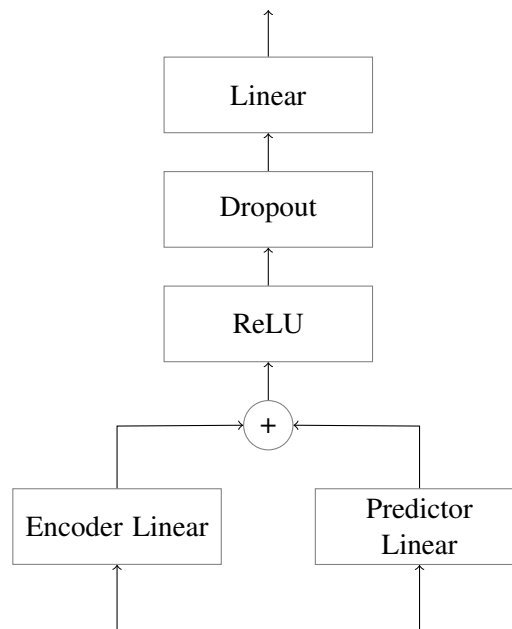 Linear
Dropout
ReLU
+
Encoder Linear
Predictor
Linear